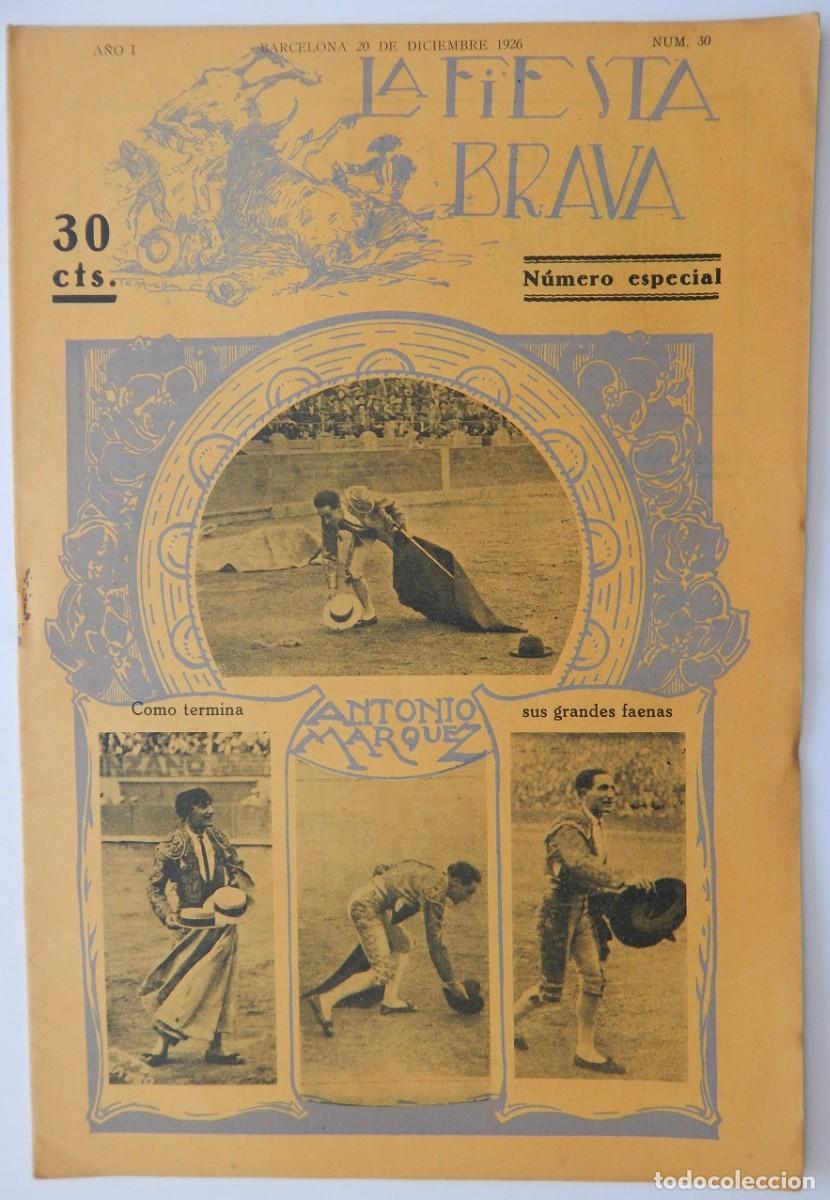 AÑO I BARCELONA 20 DE DICIEMBRE 1926 NUM. 30
LA FiESTA
BRAVA
30
cts.
Número especial
Como termina ANTONIO MARQUEZ sus grandes faenas
NZANO
todocoleccion